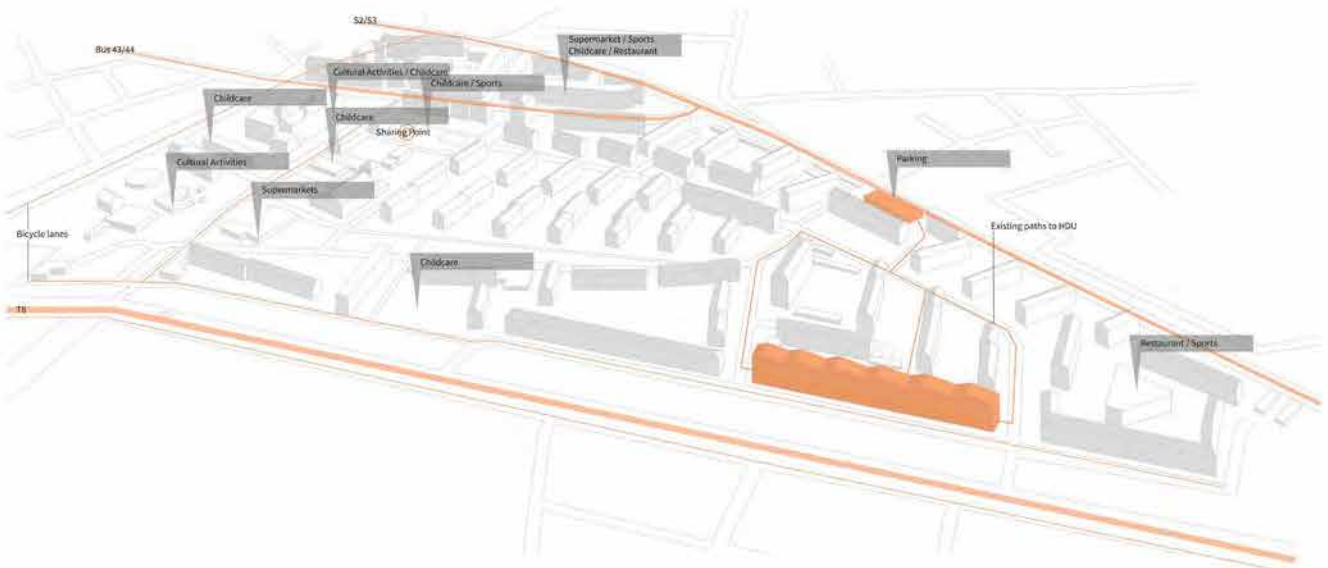 S2/S3
Supermarket / Sports
Childcare / Restaurant
Bus 43/44
Cultural Activities / Childcare
Childcare / Sports
Childcare
Childcare
Sharing Point
Cultural Activities
Parking
Supermarkets
Existing paths to HDU
Bicycle lanes
Childcare
T6
Restaurant / Sports